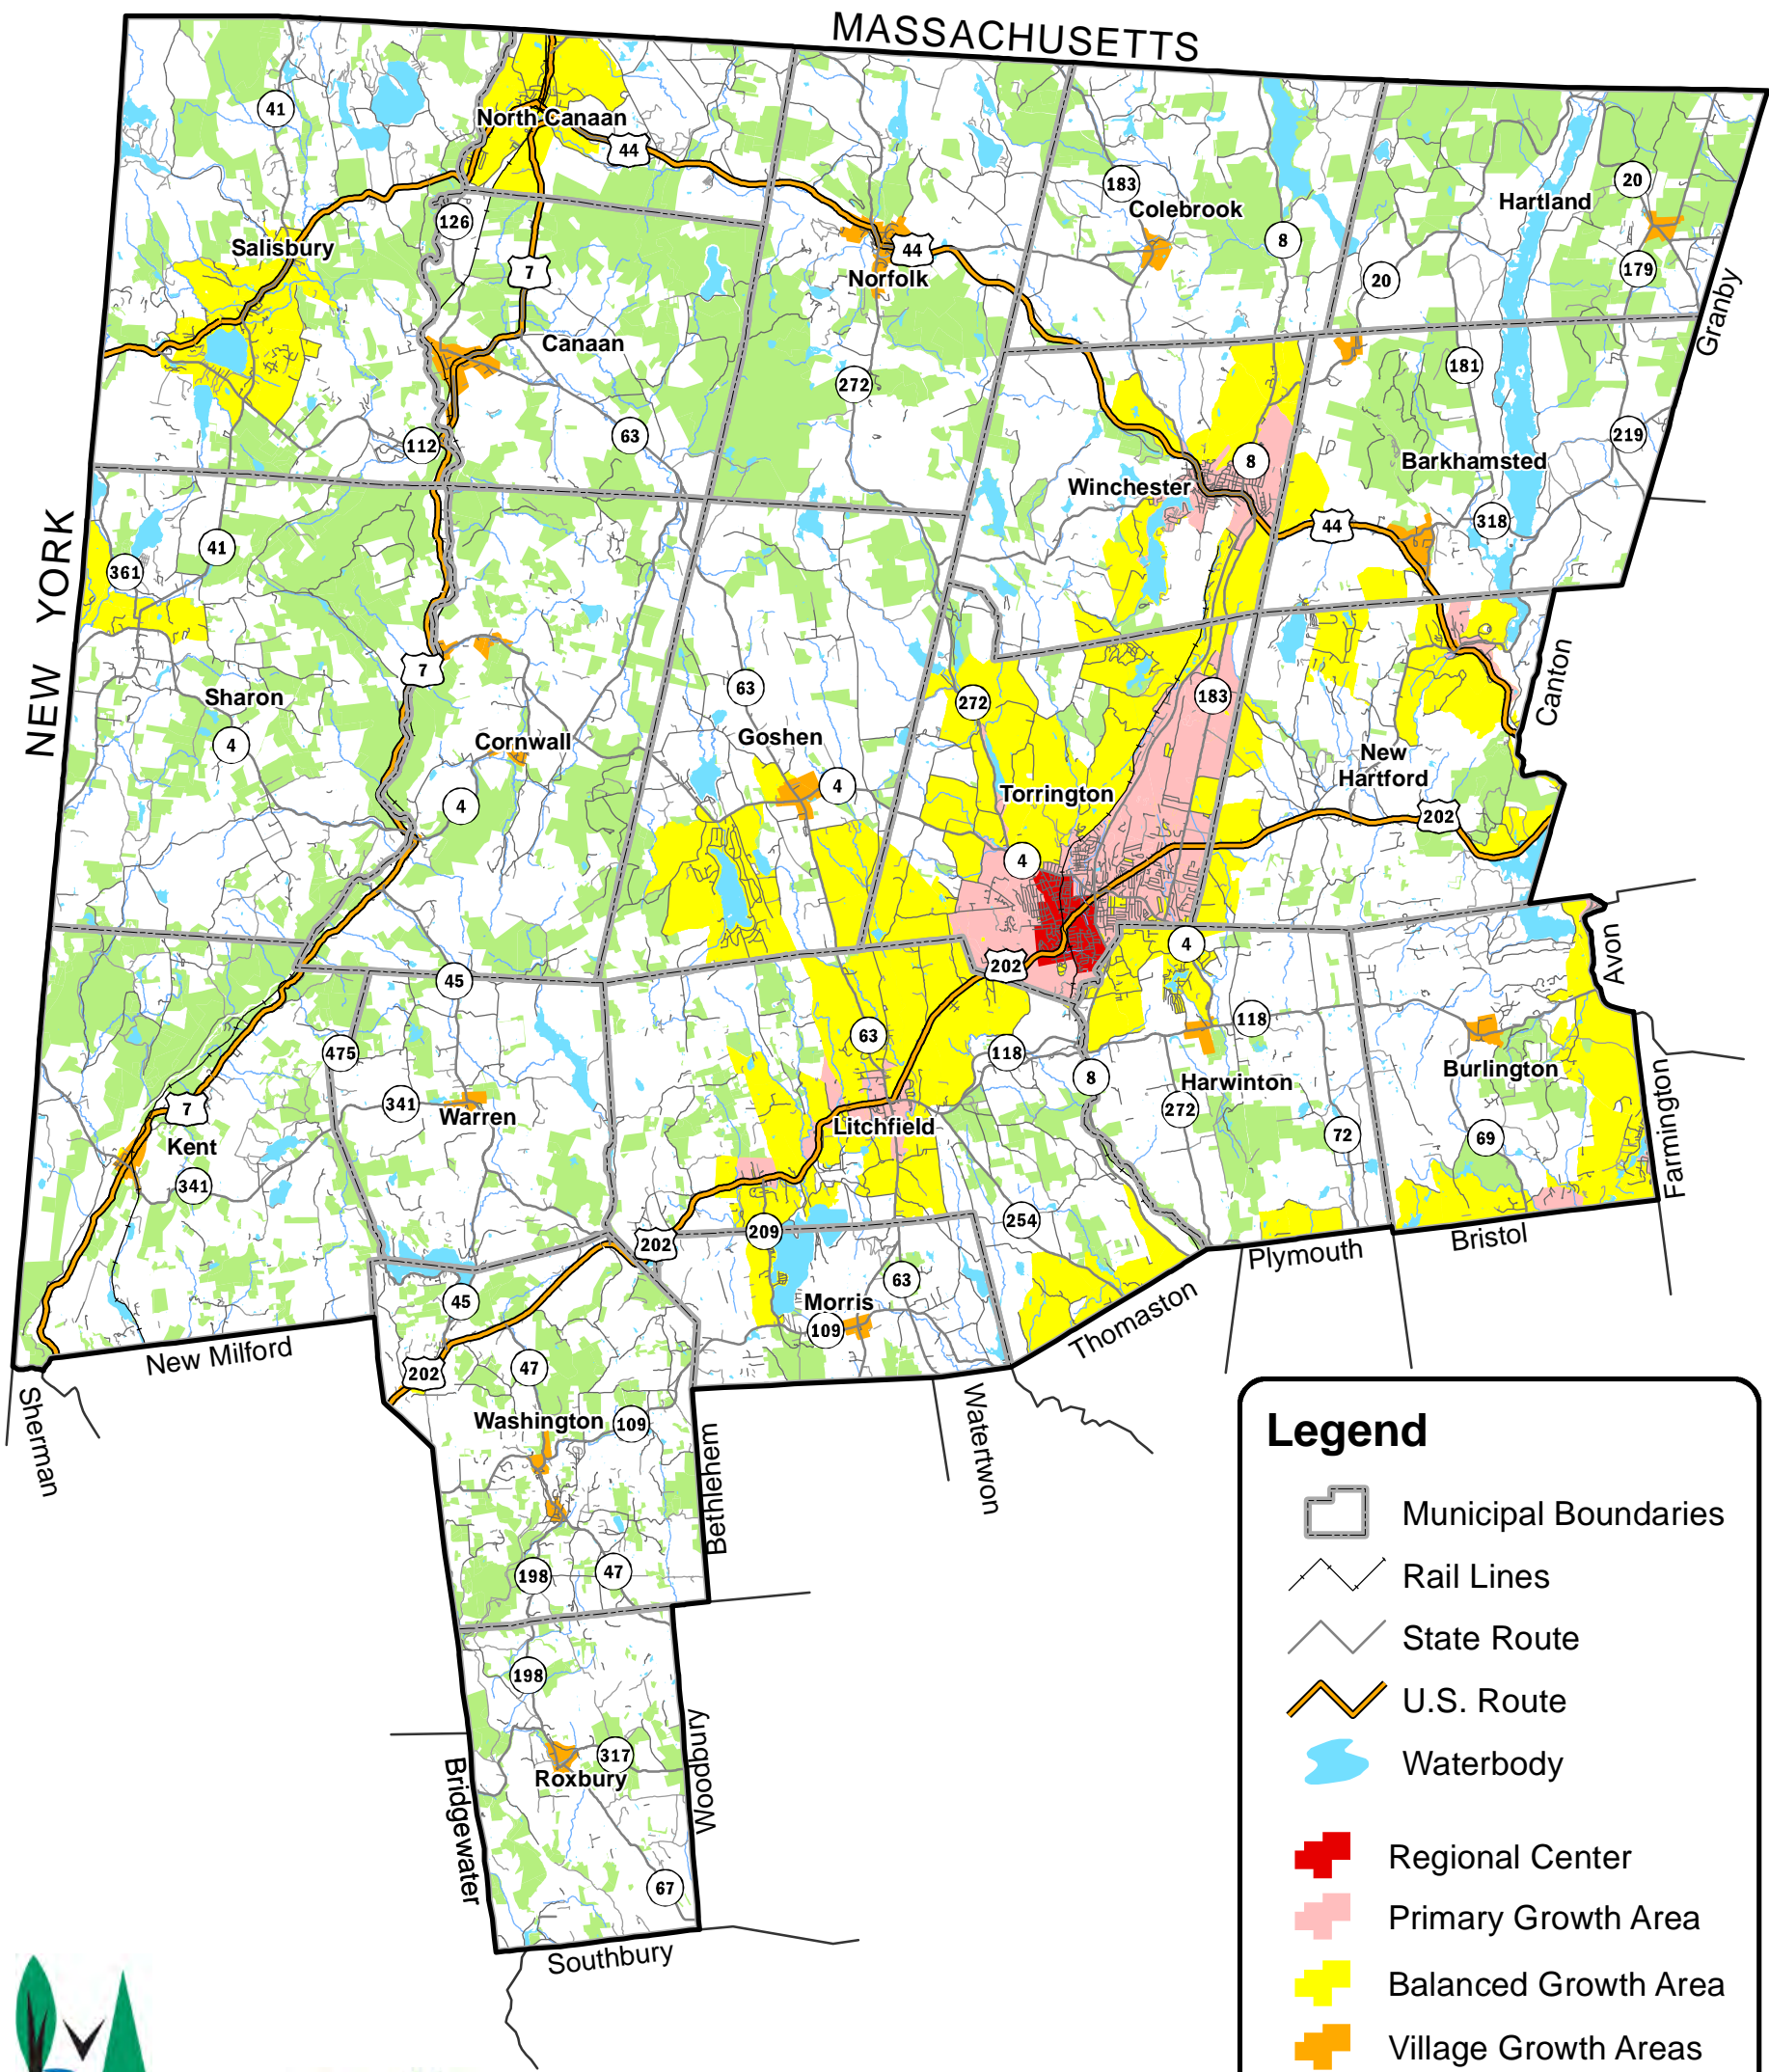 MASSACHUSETTS
41
North Canaan
44
183
20
Hartland
Colebrook
126
Salisbury
8
44
7
Norfolk
20
179
Granby
Canaan
181
272
63
112
219
8
Barkhamsted
Winchester
NEW YORK
41
44
318
361
7
Canton
Sharon
63
272
183
Cornwall
Goshen
4
New
Hartford
4
Torrington
4
202
4
4
Avon
202
45
118
63
475
118
Burlington
8
Harwinton
341
7
Warren
272
Litchfield
72
69
Farmington
Kent
341
254
209
202
Bristol
Plymouth
63
45
Morris
109
Thomaston
New Milford
47
202
Sherman
Washington
109
Watertwon
Bethlehem
198
47
198
317
Roxbury
Woodbury
Bridgewater
67
Southbury
Legend
Municipal Boundaries
Rail Lines
State Route
U.S. Route
Waterbody
Regional Center
Primary Growth Area
Balanced Growth Area
Village Growth Areas